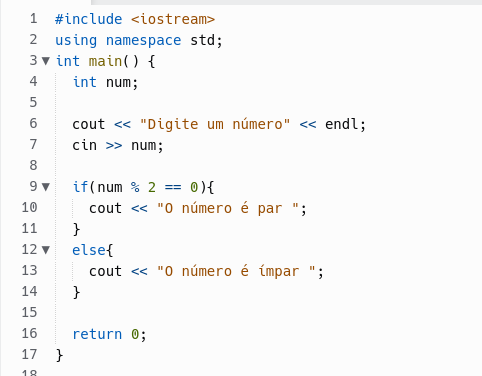 1 #include <iostream>
2 using namespace std;
3 int main() {
4 int num;
5
6 cout << "Digite um número" << endl;
7 cin >> num;
8
9 if(num % 2 == 0){
10 cout << "O número é par ";
11 }
12 else{
13 cout << "O número é ímpar ";
14 }
15
16 return 0;
17 }
18